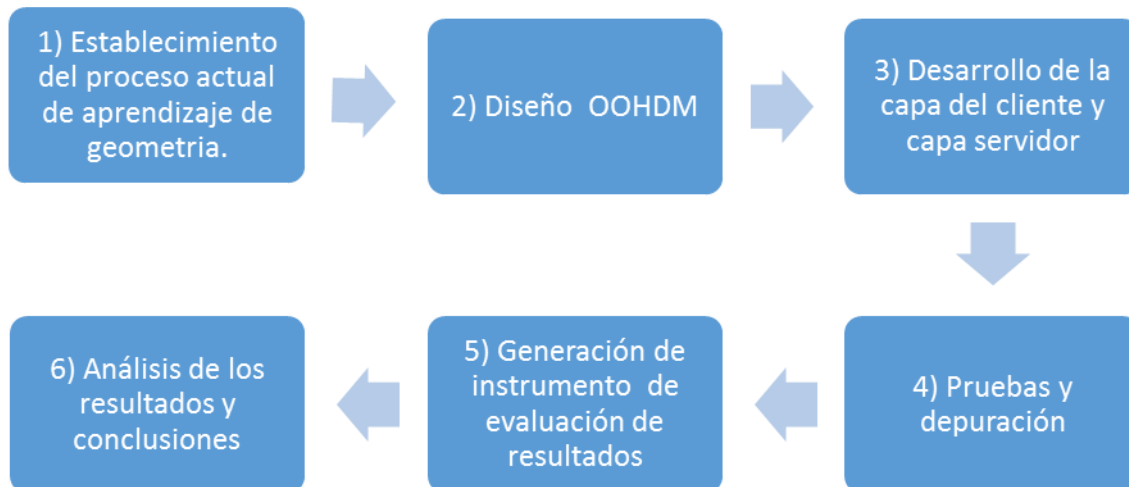 1) Establecimiento
del proceso actual
de aprendizaje de
geometria.
2) Diseño OOHDM
3) Desarrollo de la
capa del cliente y
capa servidor
4) Pruebas y
depuración
5) Generación de
instrumento de
evaluación de
resultados
6) Análisis de los
resultados y
conclusiones